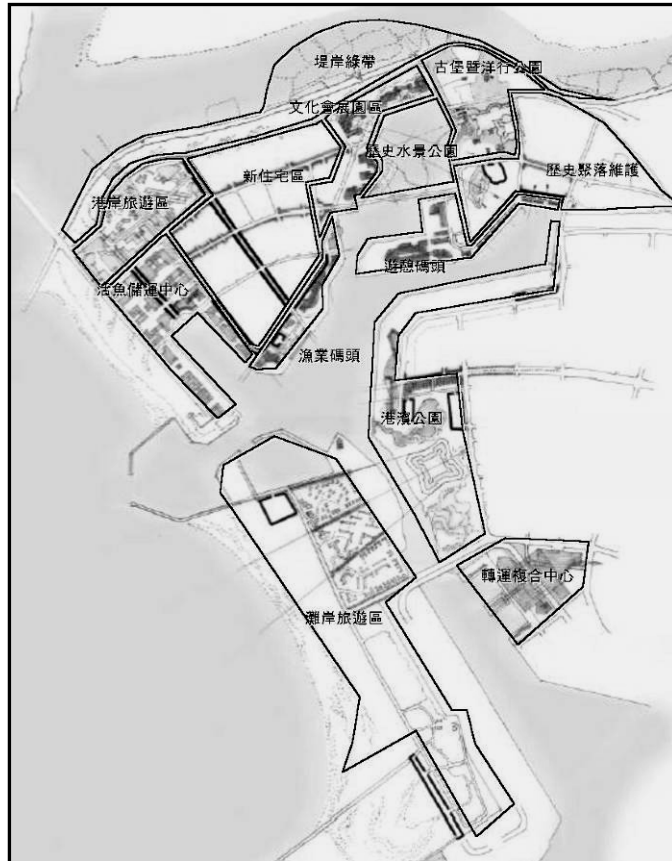 堤岸綠帶
古堡暨洋行公園
文化會展園區
歷史水景公園
新住宅區
歷史聚落維護
港岸旅遊區
遊憩碼頭
活魚儲運中心
漁業碼頭
港濱公園
轉運複合中心
灘岸旅遊區